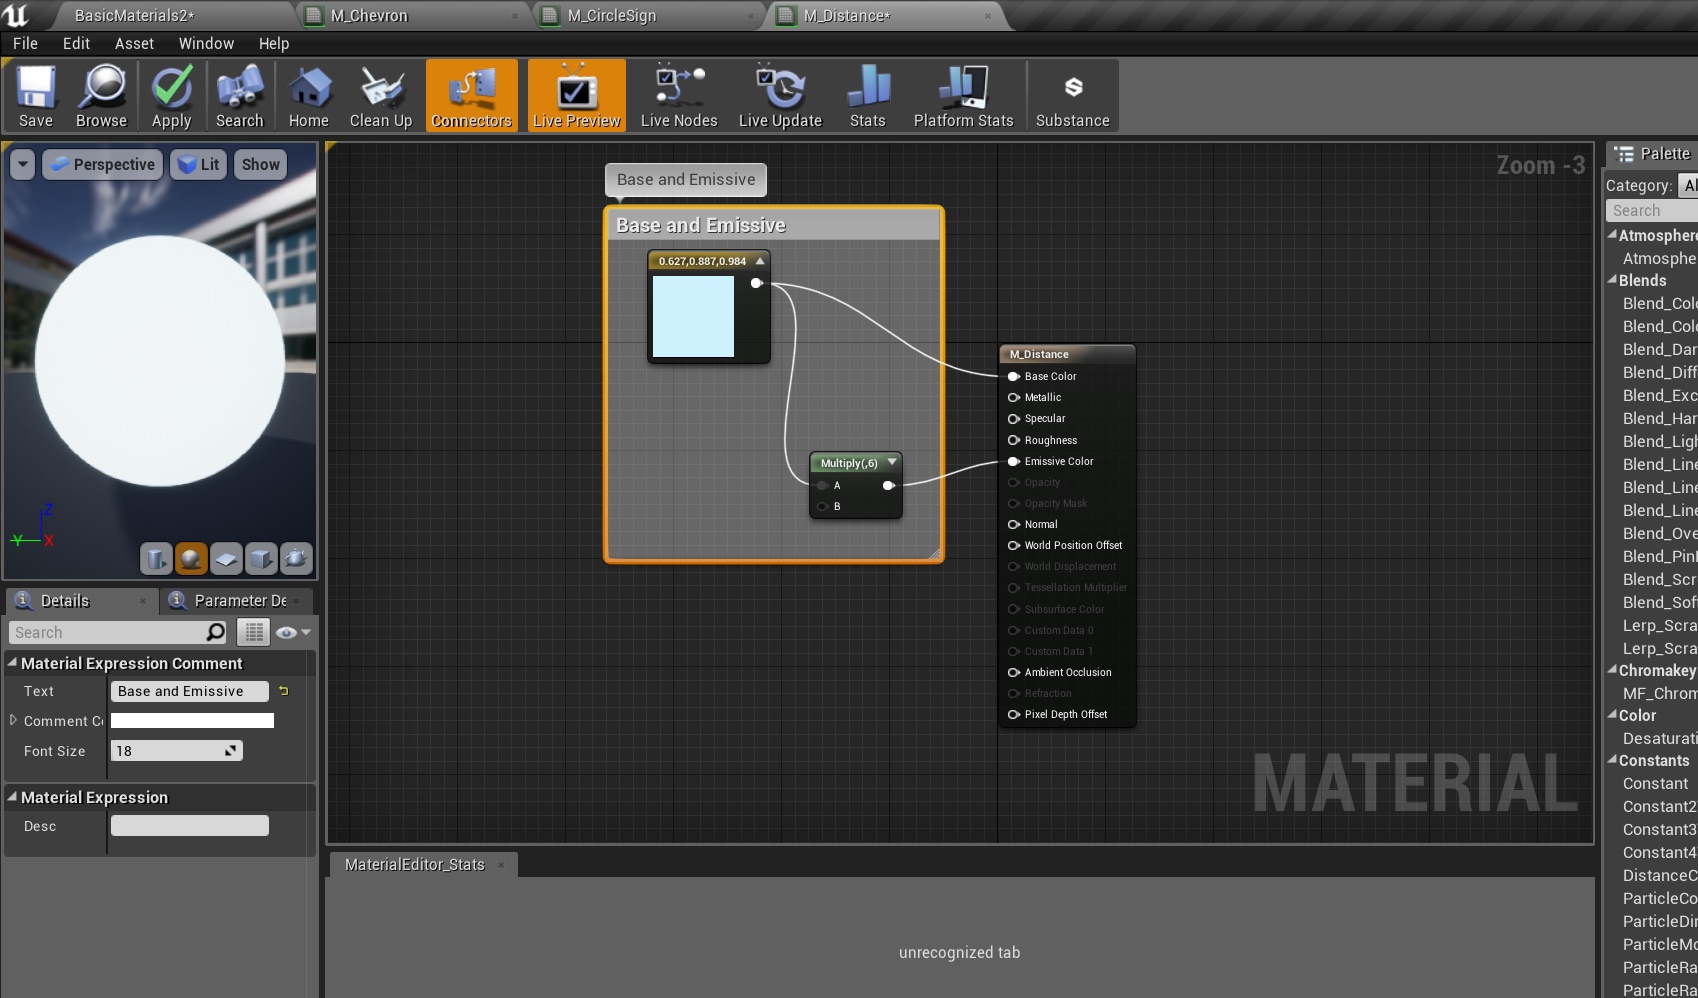 BasicMaterials2*
M_Chevron
M_CircleSign
M_Distance*
File Edit Asset Window Help
Save Browse Apply Search Home Clean Up Connectors Live Preview Live Nodes Live Update Stats Platform Stats Substance
Perspective Lit Show
Z
Y
X
Details
Parameter De
Search
Material Expression Comment
Text Base and Emissive
Comment C
Font Size 18
Material Expression
Desc
Zoom -3
Base and Emissive
Base and Emissive
0.627,0.887,0.984
Multiply(,6)
A
B
M_Distance
Base Color
Metallic
Specular
Roughness
Emissive Color
Opacity
Opacity Mask
Normal
World Position Offset
World Displacement
Tessellation Multiplier
Subsurface Color
Custom Data 0
Custom Data 1
Ambient Occlusion
Refraction
Pixel Depth Offset
MATERIAL
MaterialEditor_Stats
unrecognized tab
Palette
Category: Al
Search
Atmosphere
Atmosphe
Blends
Blend_Colo
Blend_Colo
Blend_Dar
Blend_Diff
Blend_Exc
Blend_Har
Blend_Ligh
Blend_Line
Blend_Line
Blend_Line
Blend_Ove
Blend_PinL
Blend_Scre
Blend_Soft
Lerp_Scra
Lerp_Scra
Chromakey
MF_Chrom
Color
Desaturati
Constants
Constant
Constant2
Constant3
Constant4
DistanceC
ParticleCo
ParticleDir
ParticleMo
ParticleRa
ParticleRa